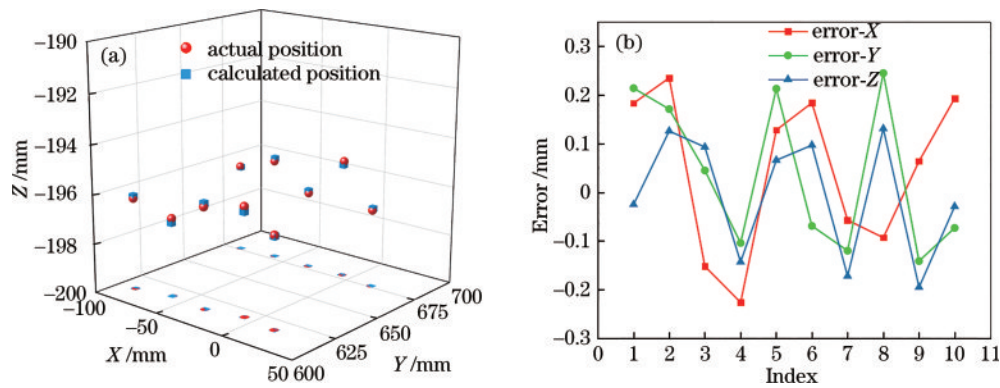 (a)
actual position
calculated position
−190
−192
−194
−196
−198
−200
Z /mm
−100
−50
0
50
X /mm
600
625
650
675
700
Y /mm
(b)
error-X
error-Y
error-Z
0.3
0.2
0.1
0
−0.1
−0.2
−0.3
Error /mm
0 1 2 3 4 5 6 7 8 9 10 11
Index